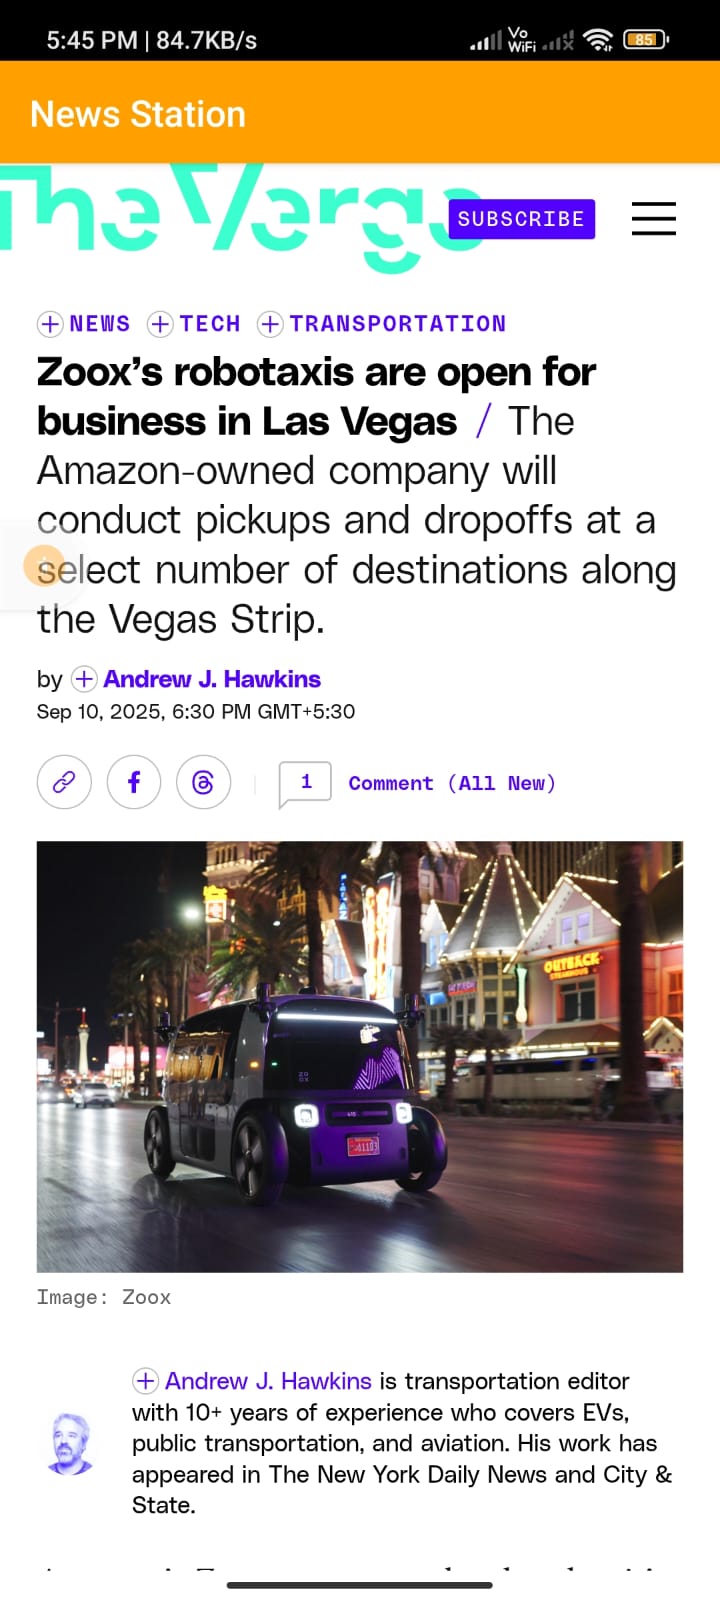 5:45 PM | 84.7KB/s Vo WiFi 85
News Station
The Verge
SUBSCRIBE
NEWS TECH TRANSPORTATION
Zoox’s robotaxis are open for
business in Las Vegas / The
Amazon-owned company will
conduct pickups and dropoffs at a
select number of destinations along
the Vegas Strip.
by Andrew J. Hawkins
Sep 10, 2025, 6:30 PM GMT+5:30
1 Comment (All New)
OUTBACK
STEAKHOUSE
ZO
OX
Image: Zoox
Andrew J. Hawkins is transportation editor
with 10+ years of experience who covers EVs,
public transportation, and aviation. His work has
appeared in The New York Daily News and City &
State.